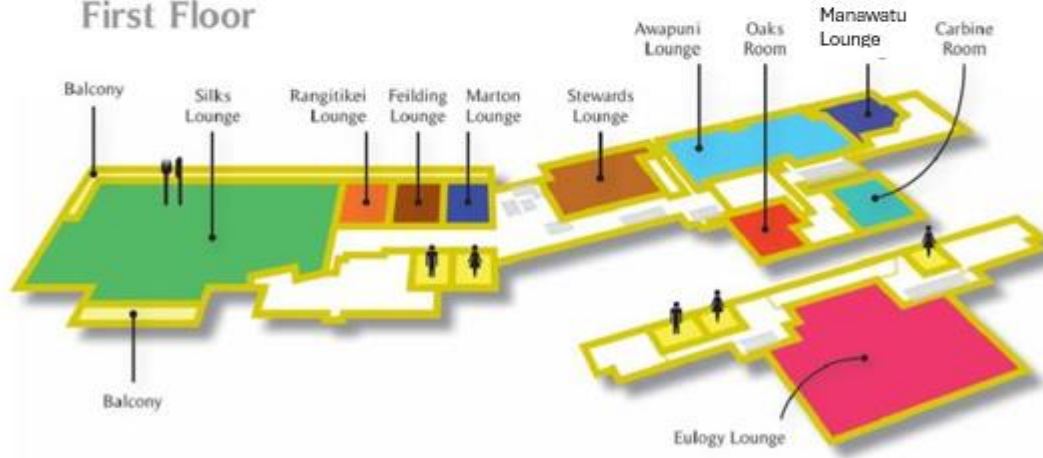 First Floor
Balcony
Silks
Lounge
Rangitikei
Lounge
Feilding
Lounge
Marton
Lounge
Stewards
Lounge
Awapuni
Lounge
Oaks
Room
Manawatu
Lounge
Carbine
Room
Balcony
Eulogy Lounge